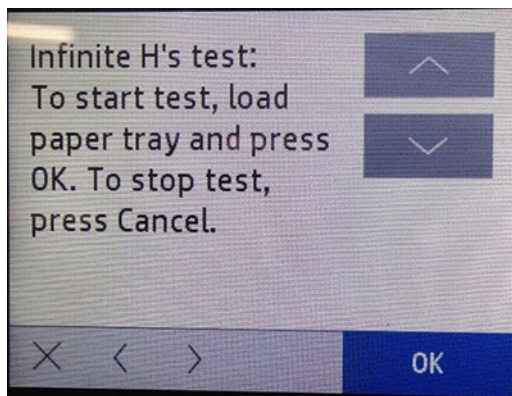 Infinite H's test:
To start test, load
paper tray and press
OK. To stop test,
press Cancel.
OK